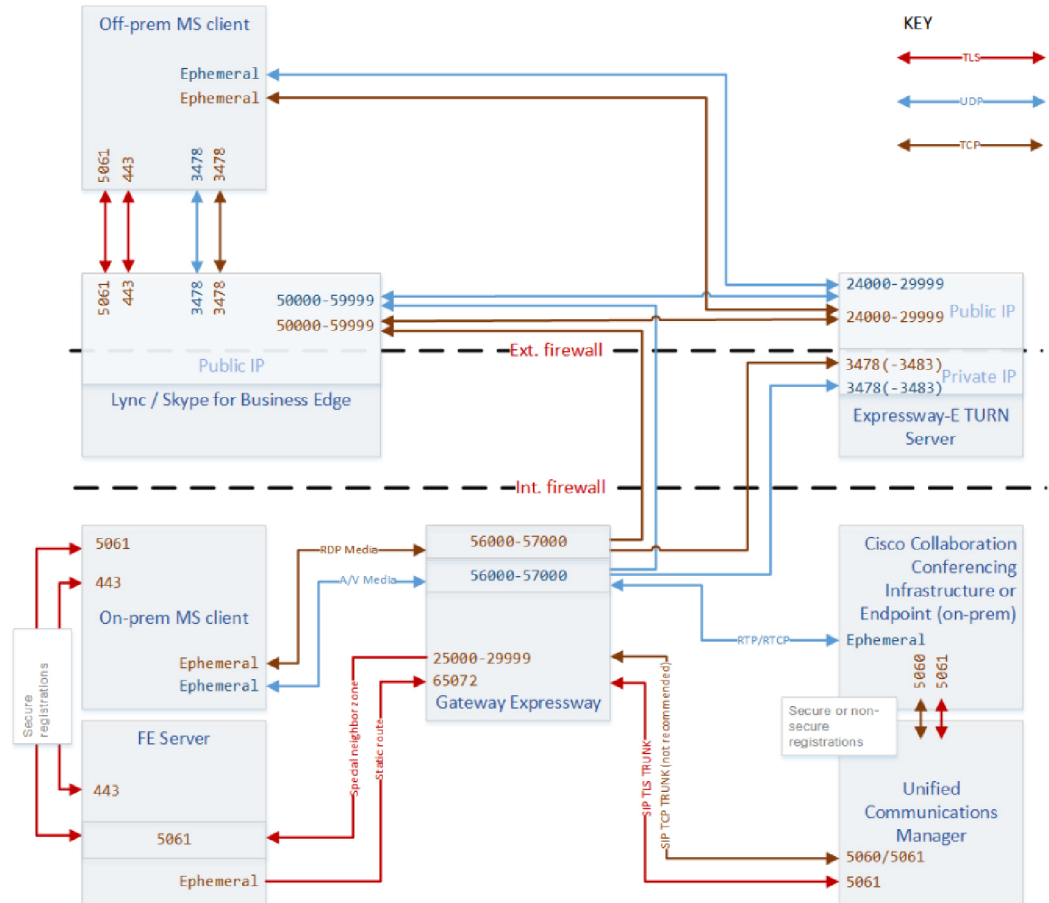 Off-prem MS client
KEY
Ephemeral
Ephemeral
TLS
UDP
TCP
5061
443
3478
3478
5061
443
3478
3478
50000-59999
50000-59999
Public IP
Lync / Skype for Business Edge
24000-29999
Public IP
24000-29999
Ext. firewall
3478(-3483)
Private IP
3478(-3483)
Expressway-E TURN
Server
Int. firewall
5061
443
On-prem MS client
Ephemeral
Ephemeral
Secure
registrations
RDP Media
A/V Media
56000-57000
56000-57000
25000-29999
65072
Gateway Expressway
Cisco Collaboration
Conferencing
Infrastructure or
Endpoint (on-prem)
Ephemeral
RTP/RTCP
5060
5061
Secure or non-
secure
registrations
FE Server
443
5061
Ephemeral
Special neighbor zone
Static route
SIP TLS TRUNK
SIP TCP TRUNK (not recommended)
Unified
Communications
Manager
5060/5061
5061